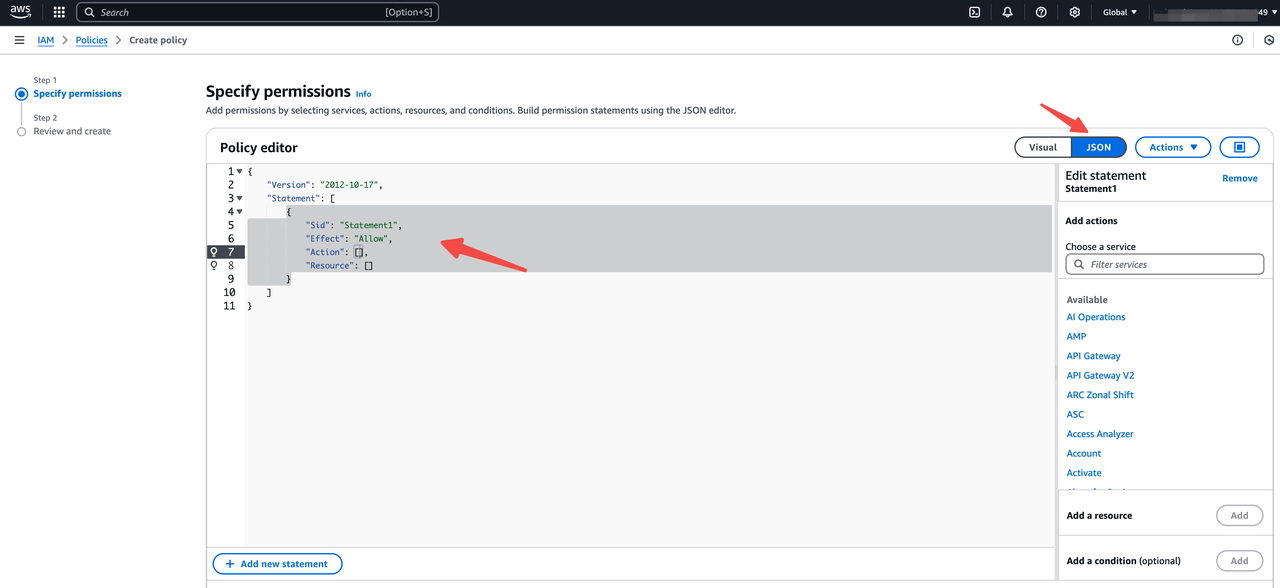 aws
Search
[Option+S]
Global
49
IAM
Policies
Create policy
Step 1
Specify permissions
Step 2
Review and create
Specify permissions Info
Add permissions by selecting services, actions, resources, and conditions. Build permission statements using the JSON editor.
Policy editor
Visual
JSON
Actions
1 {
2 "Version": "2012-10-17",
3 "Statement": [
4 {
5 "Sid": "Statement1",
6 "Effect": "Allow",
7 "Action": [],
8 "Resource": []
9 }
10 ]
11 }
+ Add new statement
Edit statement
Remove
Statement1
Add actions
Choose a service
Filter services
Available
AI Operations
AMP
API Gateway
API Gateway V2
ARC Zonal Shift
ASC
Access Analyzer
Account
Activate
Add a resource
Add
Add a condition (optional)
Add